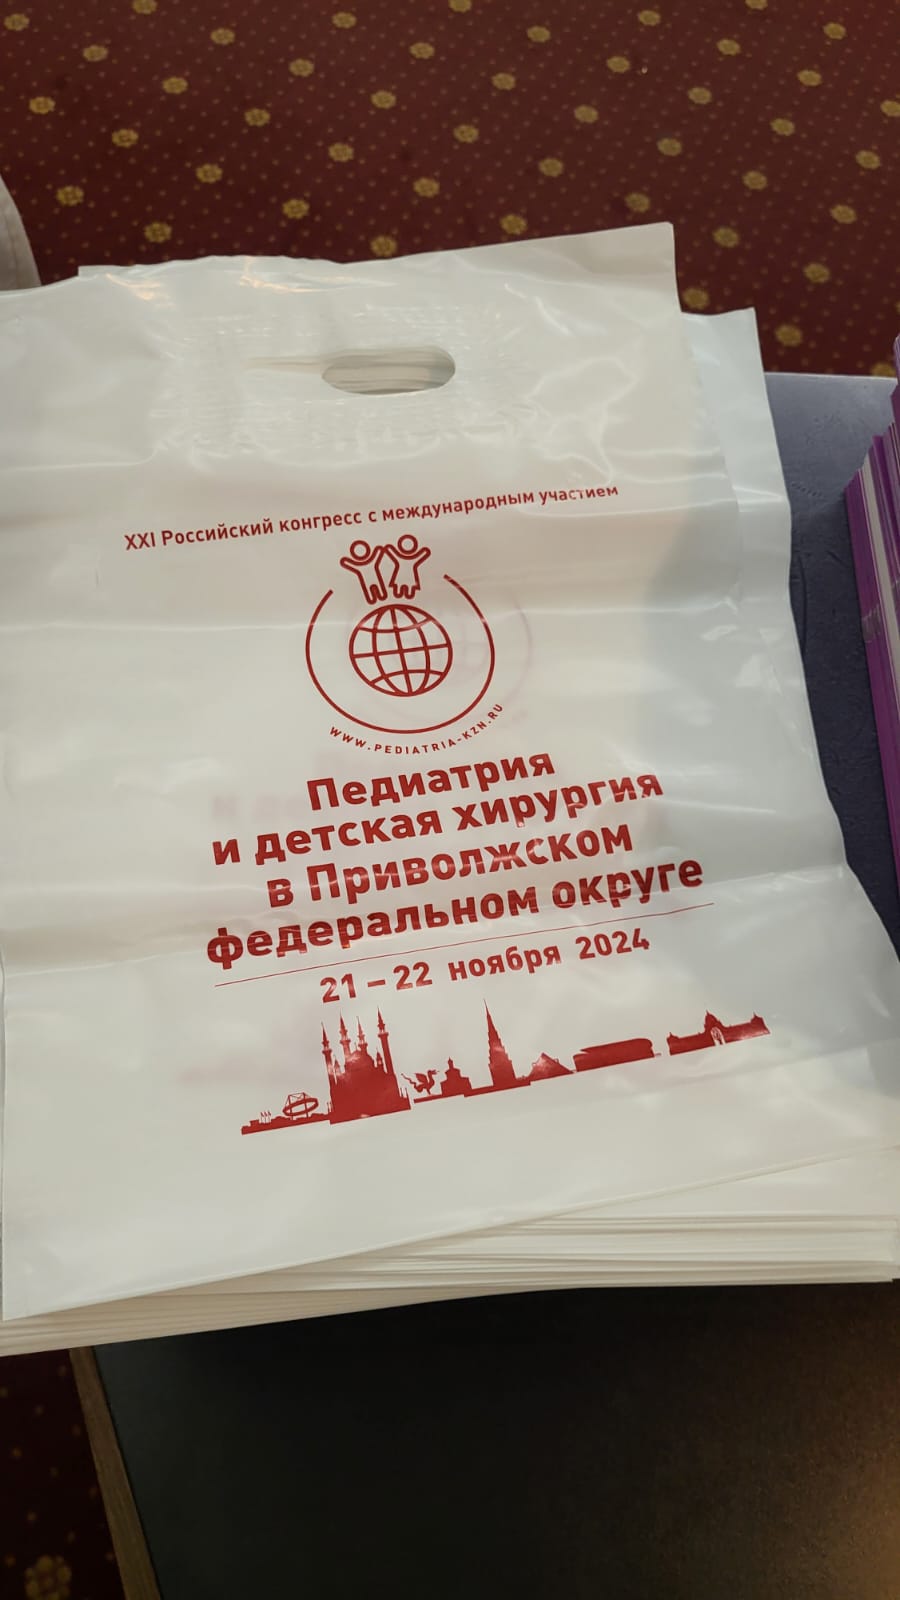 XXI Российский конгресс с международным участием
WWW.PEDIATRIA-KZN.RU
Педиатрия
и детская хирургия
в Приволжском
федеральном округе
21 – 22 ноября 2024